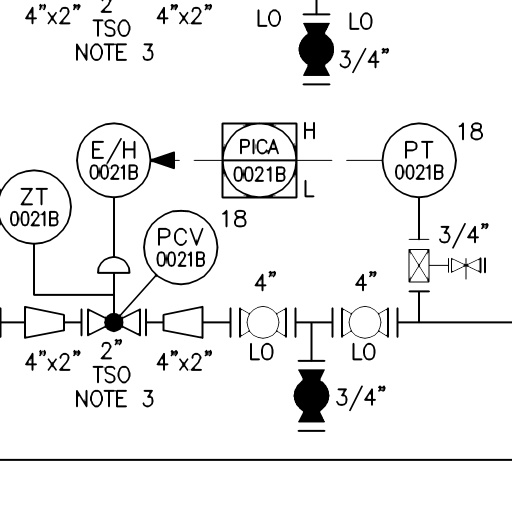 4"x2" 2" 4"x2" LO LO
TSO
NOTE 3 3/4"
E/H
0021B
PICA
0021B
H
L
PT
0021B
18
ZT
0021B
PCV
0021B
18
3/4"
4" 4"
4"x2" 2" 4"x2" LO LO
TSO
NOTE 3 3/4"